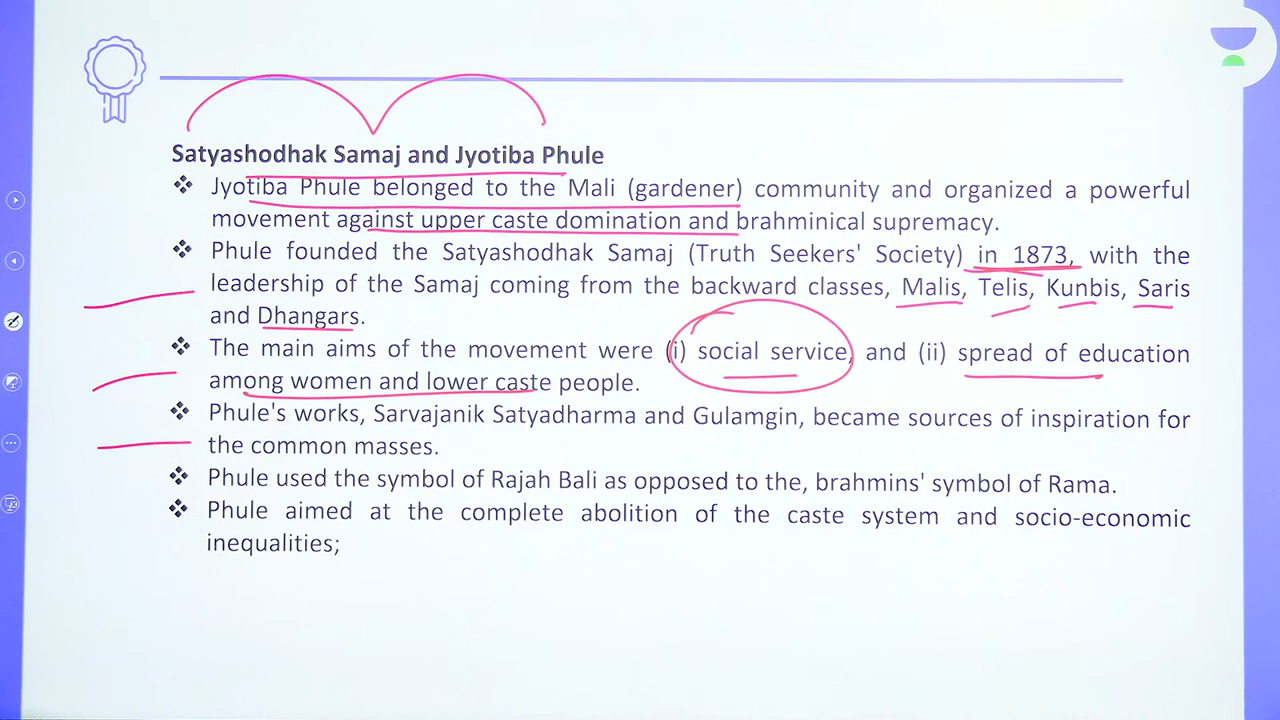 Satyashodhak Samaj and Jyotiba Phule
❖ Jyotiba Phule belonged to the Mali (gardener) community and organized a powerful
movement against upper caste domination and brahminical supremacy.
❖ Phule founded the Satyashodhak Samaj (Truth Seekers' Society) in 1873, with the
leadership of the Samaj coming from the backward classes, Malis, Telis, Kunbis, Saris
and Dhangars.
❖ The main aims of the movement were (i) social service, and (ii) spread of education
among women and lower caste people.
❖ Phule's works, Sarvajanik Satyadharma and Gulamgin, became sources of inspiration for
the common masses.
❖ Phule used the symbol of Rajah Bali as opposed to the, brahmins' symbol of Rama.
❖ Phule aimed at the complete abolition of the caste system and socio-economic
inequalities;